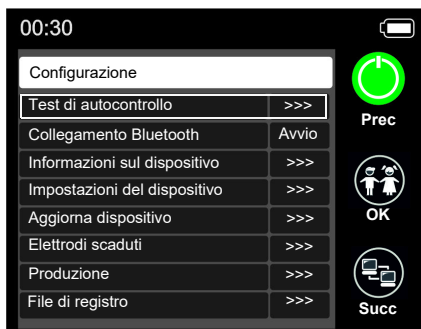 00:30
Configurazione
Test di autocontrollo >>>
Prec
Collegamento Bluetooth Avvio
Informazioni sul dispositivo >>>
Impostazioni del dispositivo >>>
Aggiorna dispositivo >>>
OK
Elettrodi scaduti >>>
Produzione >>>
File di registro >>>
Succ